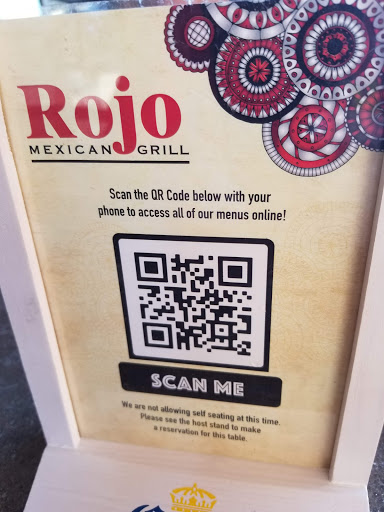 Rojo
MEXICAN GRILL
Scan the QR Code below with your
phone to access all of our menus online!
SCAN ME
We are not allowing self seating at this time.
Please see the host stand to make
a reservation for this table.